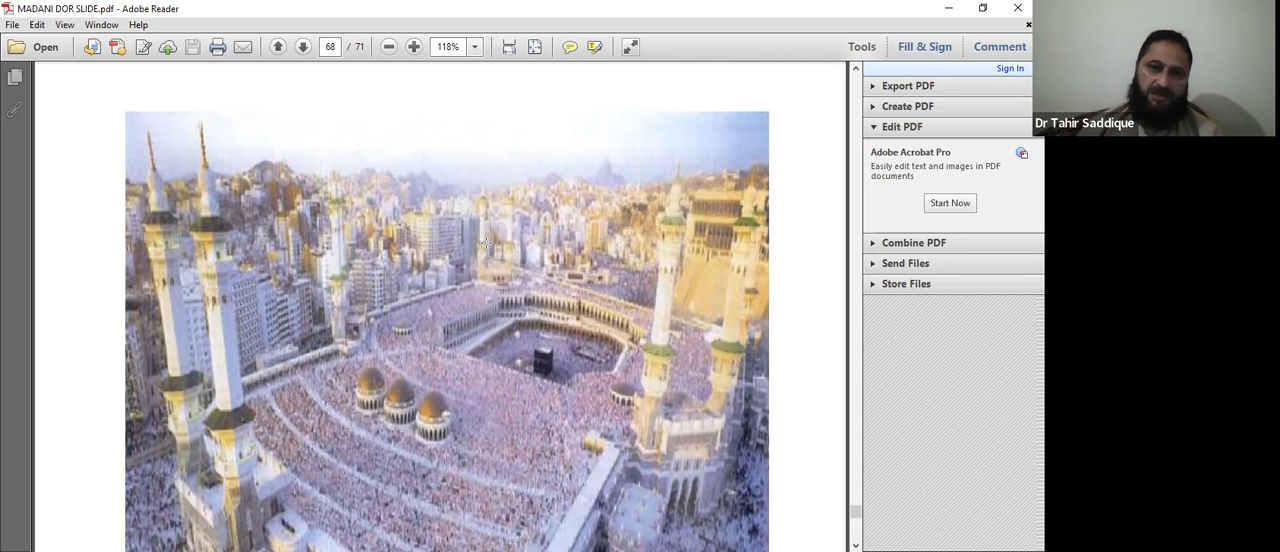 MADANI DOR SLIDE.pdf - Adobe Reader
File Edit View Window Help
Open 68 / 71 118% Tools Fill & Sign Comment
Sign In
Export PDF
Create PDF
Edit PDF
Adobe Acrobat Pro
Easily edit text and images in PDF
documents
Start Now
Combine PDF
Send Files
Store Files
Dr Tahir Saddique